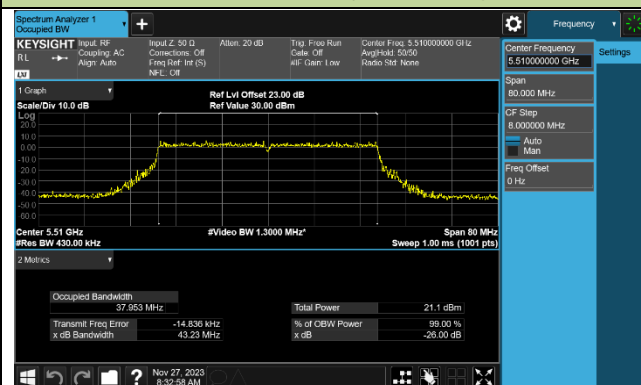 Spectrum Analyzer 1
Occupied BW
Frequency
KEYSIGHT
RL
LXI
Input: RF
Coupling: AC
Align: Auto
Input Z: 50 Ω
Corrections: Off
Freq Ref: Int (S)
NFE: Off
Atten: 20 dB
Trig: Free Run
Gate: Off
#IF Gain: Low
Center Freq: 5.510000000 GHz
Avg|Hold: 50/50
Radio Std: None
Center Frequency
5.510000000 GHz
Settings
Span
80.000 MHz
CF Step
8.000000 MHz
Auto
Man
Freq Offset
0 Hz
1 Graph
Scale/Div 10.0 dB
Ref Lvl Offset 23.00 dB
Ref Value 30.00 dBm
Log
20.0
10.0
0.00
-10.0
-20.0
-30.0
-40.0
-50.0
-60.0
Center 5.51 GHz
#Res BW 430.00 kHz
#Video BW 1.3000 MHz*
Span 80 MHz
Sweep 1.00 ms (1001 pts)
2 Metrics
Occupied Bandwidth
37.953 MHz
Total Power 21.1 dBm
Transmit Freq Error -14.836 kHz
% of OBW Power 99.00 %
x dB Bandwidth 43.23 MHz
x dB -26.00 dB
?
Nov 27, 2023
8:32:58 AM